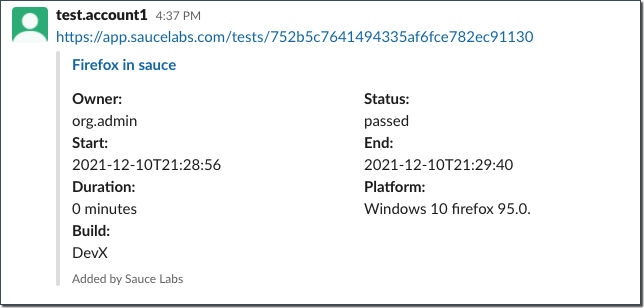 test.account1 4:37 PM
https://app.saucelabs.com/tests/752b5c7641494335af6fce782ec91130
Firefox in sauce
Owner: Status:
org.admin passed
Start: End:
2021-12-10T21:28:56 2021-12-10T21:29:40
Duration: Platform:
0 minutes Windows 10 firefox 95.0.
Build:
DevX
Added by Sauce Labs